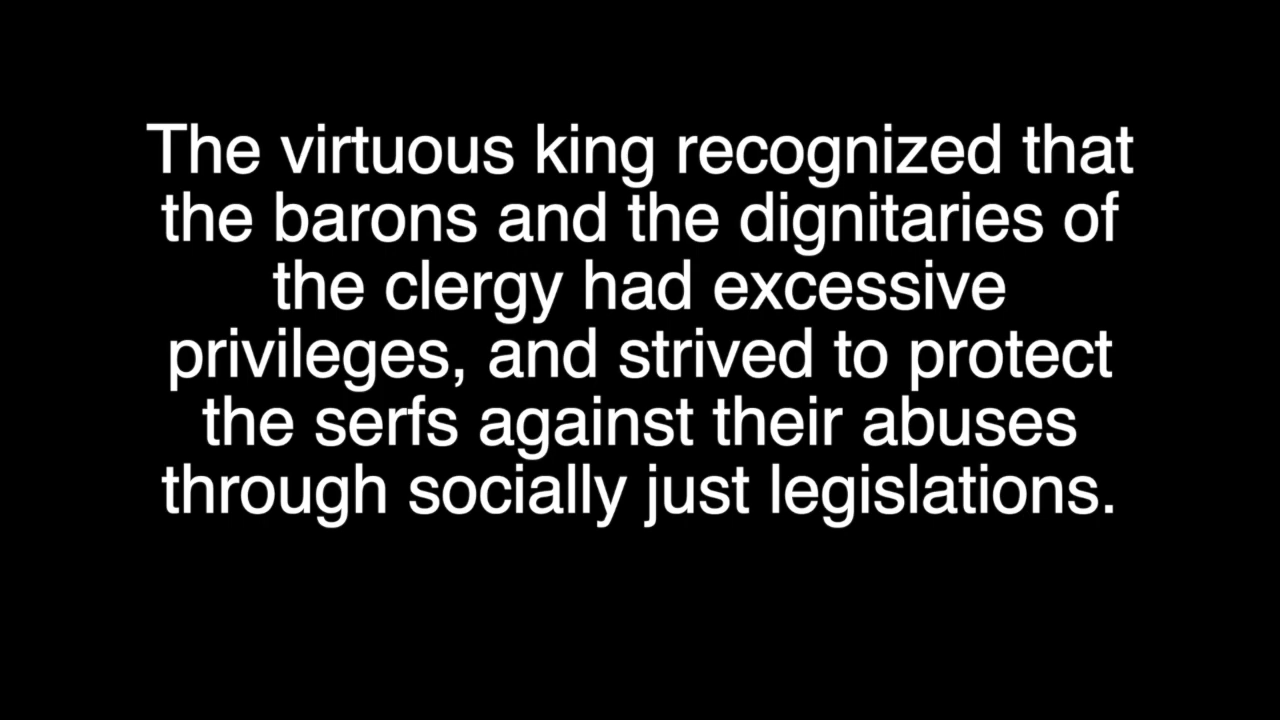 The virtuous king recognized that
the barons and the dignitaries of
the clergy had excessive
privileges, and strived to protect
the serfs against their abuses
through socially just legislations.